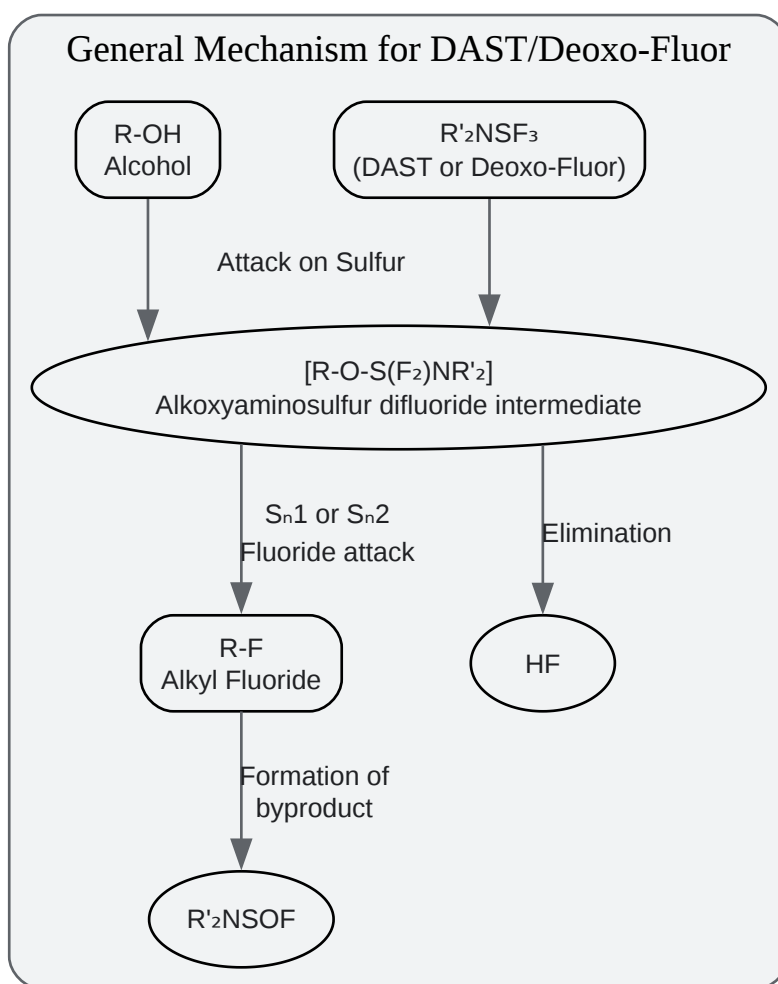 General Mechanism for DAST/Deoxo-Fluor
R-OH
Alcohol
R'₂NSF₃
(DAST or Deoxo-Fluor)
Attack on Sulfur
[R-O-S(F₂)NR'₂]
Alkoxyaminosulfur difluoride intermediate
Sₙ1 or Sₙ2
Fluoride attack
Elimination
R-F
Alkyl Fluoride
HF
Formation of
byproduct
R'₂NSOF